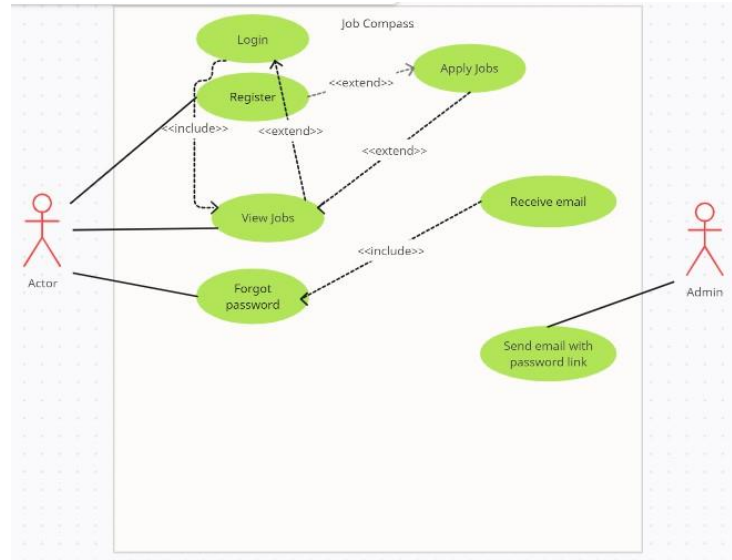 Job Compass
Login
Apply Jobs
<<extend>>
Register
<<include>>
<<extend>>
<<extend>>
Receive email
View Jobs
<<include>>
Actor
Admin
Forgot
password
Send email with
password link